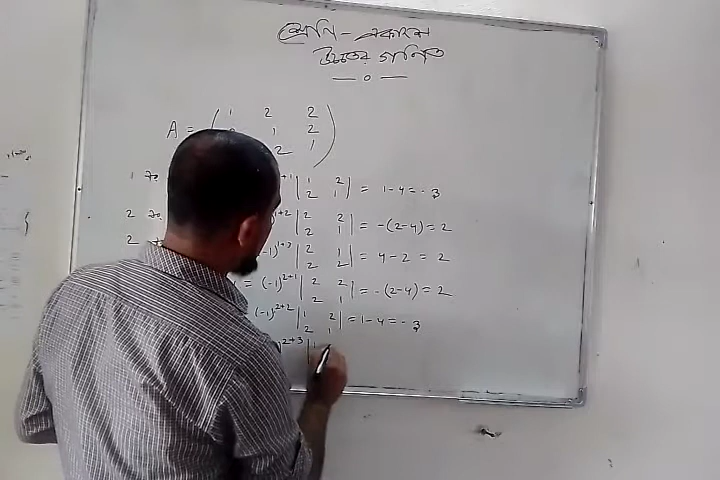 শ্রেণি - একাদশ
উচ্চতর গণিত
— 0 —
A = ( 1 2 2
1 2
2 1 )
1 +1 | 1 2 2 1 | = 1-4 = -3
2 )1+2 | 2 2 2 1 | = -(2-4) = 2
2 -1)1+3 | 2 1 2 2 | = 4-2 = 2
= (-1)2+1 | 2 2 2 1 | = -(2-4) = 2
(-1)2+2 | 1 2 2 1 | = 1-4 = -3
)2+3 | 1